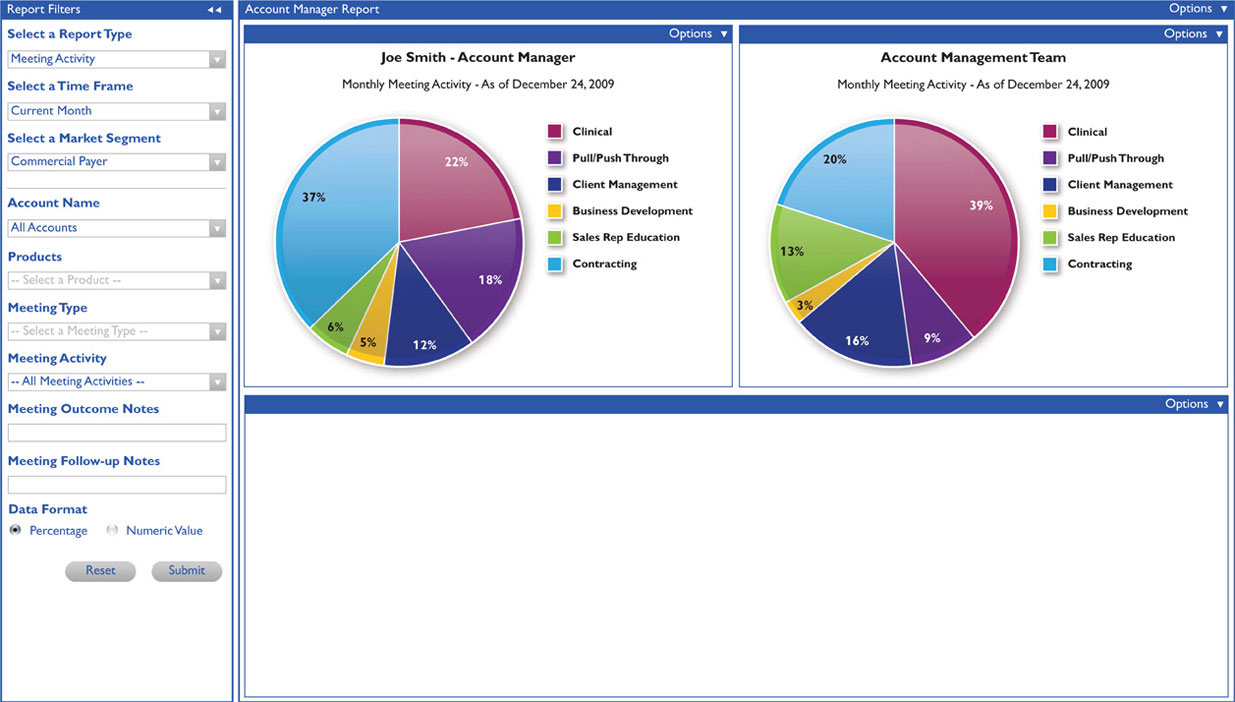 Report Filters
Select a Report Type
Meeting Activity
Select a Time Frame
Current Month
Select a Market Segment
Commercial Payer
Account Name
All Accounts
Products
-- Select a Product --
Meeting Type
-- Select a Meeting Type --
Meeting Activity
-- All Meeting Activities --
Meeting Outcome Notes
Meeting Follow-up Notes
Data Format
Percentage Numeric Value
Reset Submit
Account Manager Report Options
Options
Joe Smith - Account Manager
Monthly Meeting Activity - As of December 24, 2009
22%
18%
12%
5%
6%
37%
Clinical
Pull/Push Through
Client Management
Business Development
Sales Rep Education
Contracting
Options
Account Management Team
Monthly Meeting Activity - As of December 24, 2009
39%
9%
16%
3%
13%
20%
Clinical
Pull/Push Through
Client Management
Business Development
Sales Rep Education
Contracting
Options